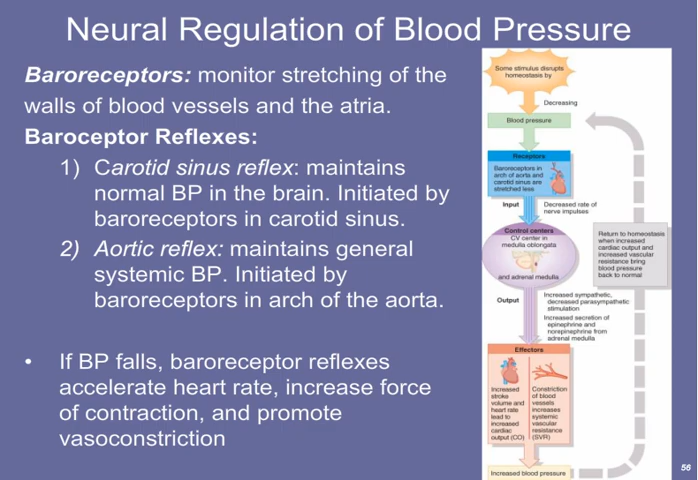 Neural Regulation of Blood Pressure
Baroreceptors: monitor stretching of the
walls of blood vessels and the atria.
Baroceptor Reflexes:
1) Carotid sinus reflex: maintains
normal BP in the brain. Initiated by
baroreceptors in carotid sinus.
2) Aortic reflex: maintains general
systemic BP. Initiated by
baroreceptors in arch of the aorta.
• If BP falls, baroreceptor reflexes
accelerate heart rate, increase force
of contraction, and promote
vasoconstriction
Some stimulus disrupts
homeostasis by
Decreasing
Blood pressure
Receptors
Baroreceptors in
arch of aorta and
carotid sinus are
stretched less
Input
Decreased rate of
nerve impulses
Control centers
CV center in
medulla oblongata
and adrenal medulla
Return to homeostasis
when increased
cardiac output and
increased vascular
resistance bring
blood pressure
back to normal
Output
Increased sympathetic,
decreased parasympathetic
stimulation
Increased secretion of
epinephrine and
norepinephrine from
adrenal medulla
Effectors
Increased
stroke
volume and
heart rate
lead to
increased
cardiac
output (CO)
Constriction
of blood
vessels
increases
systemic
vascular
resistance
(SVR)
Increased blood pressure
56